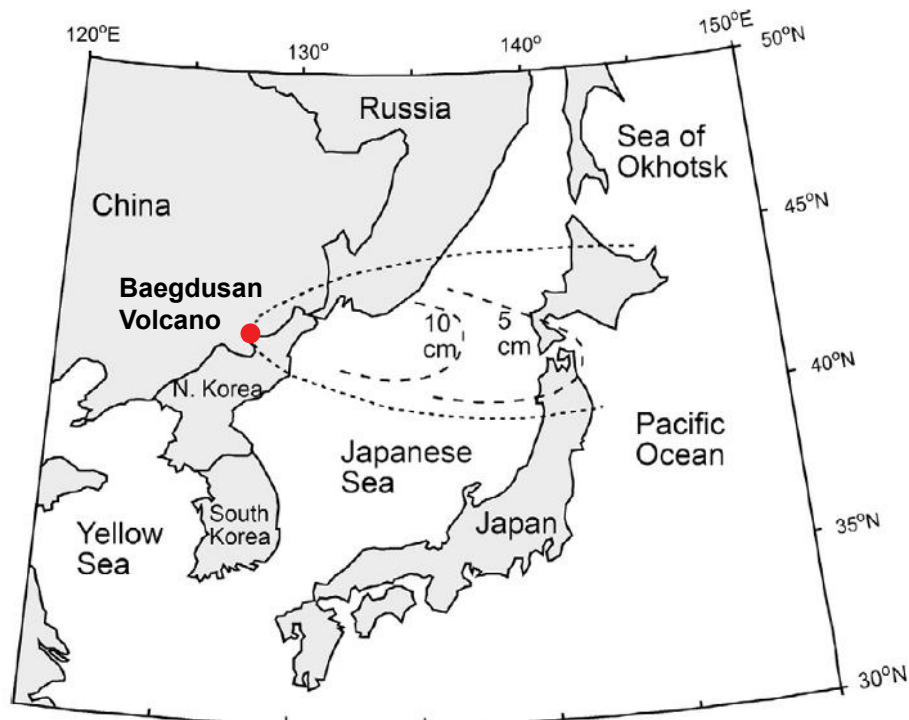 120°E
130°
140°
150°E
50°N
Russia
Sea of
Okhotsk
China
45°N
Baegdusan
Volcano
10
cm
5
cm
40°N
N. Korea
Pacific
Ocean
Japanese
Sea
South
Korea
Japan
Yellow
Sea
35°N
30°N